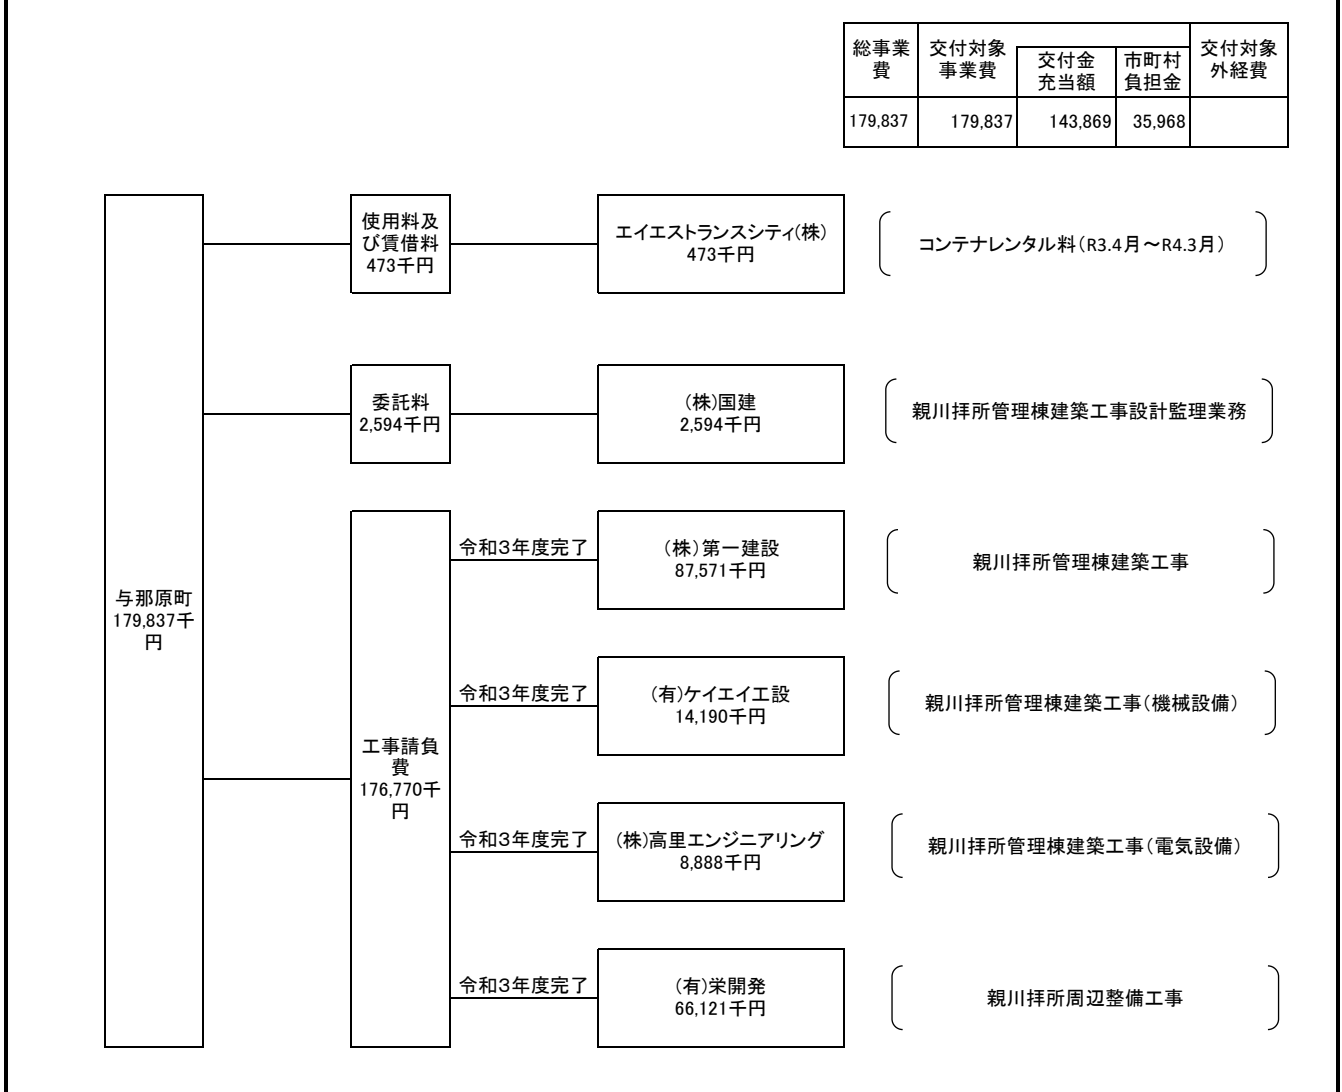 総事業
費
交付対象
事業費
交付金
充当額
市町村
負担金
交付対象
外経費
179,837
179,837
143,869
35,968
使用料及
び賃借料
473千円
エイエストランスシティ(株)
473千円
コンテナレンタル料(R3.4月～R4.3月)
委託料
2,594千円
(株)国建
2,594千円
親川拝所管理棟建築工事設計監理業務
与那原町
179,837千
円
工事請負
費
176,770千
円
令和3年度完了
(株)第一建設
87,571千円
親川拝所管理棟建築工事
令和3年度完了
(有)ケイエイ工設
14,190千円
親川拝所管理棟建築工事(機械設備)
令和3年度完了
(株)高里エンジニアリング
8,888千円
親川拝所管理棟建築工事(電気設備)
令和3年度完了
(有)栄開発
66,121千円
親川拝所周辺整備工事